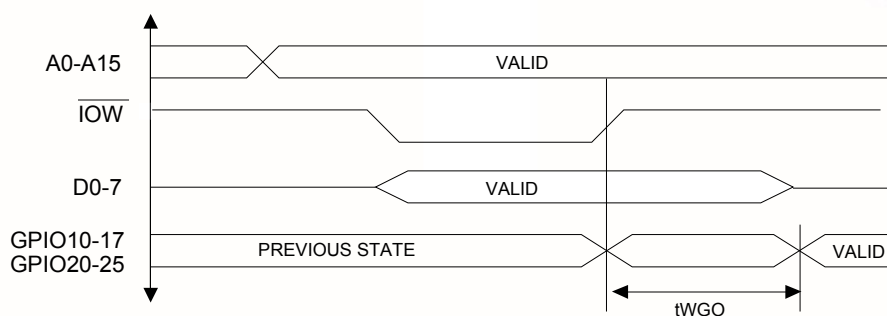 A0-A15
VALID
IOW
D0-7
VALID
GPIO10-17
GPIO20-25
PREVIOUS STATE
VALID
tWGO